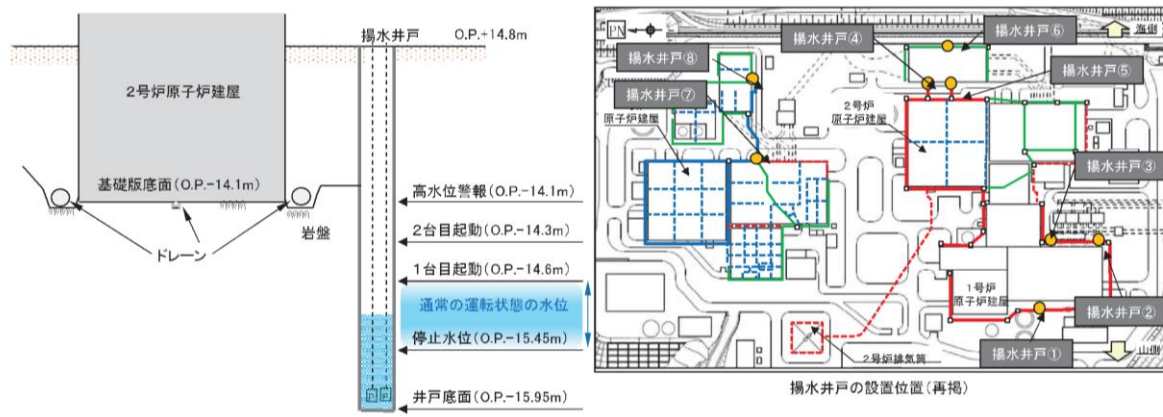 揚水井戸
O.P.+14.8m
2号炉原子炉建屋
基礎版底面(O.P.-14.1m)
岩盤
ドレーン
高水位警報(O.P.-14.1m)
2台目起動(O.P.-14.3m)
1台目起動(O.P.-14.6m)
通常の運転状態の水位
停止水位(O.P.-15.45m)
井戸底面(O.P.-15.95m)
PN
揚水井戸④
揚水井戸⑥
海側
揚水井戸⑧
揚水井戸⑤
揚水井戸⑦
原子炉建屋
2号炉
原子炉建屋
揚水井戸③
1号炉
原子炉建屋
揚水井戸②
2号炉排気筒
揚水井戸①
山側
揚水井戸の設置位置(再掲)